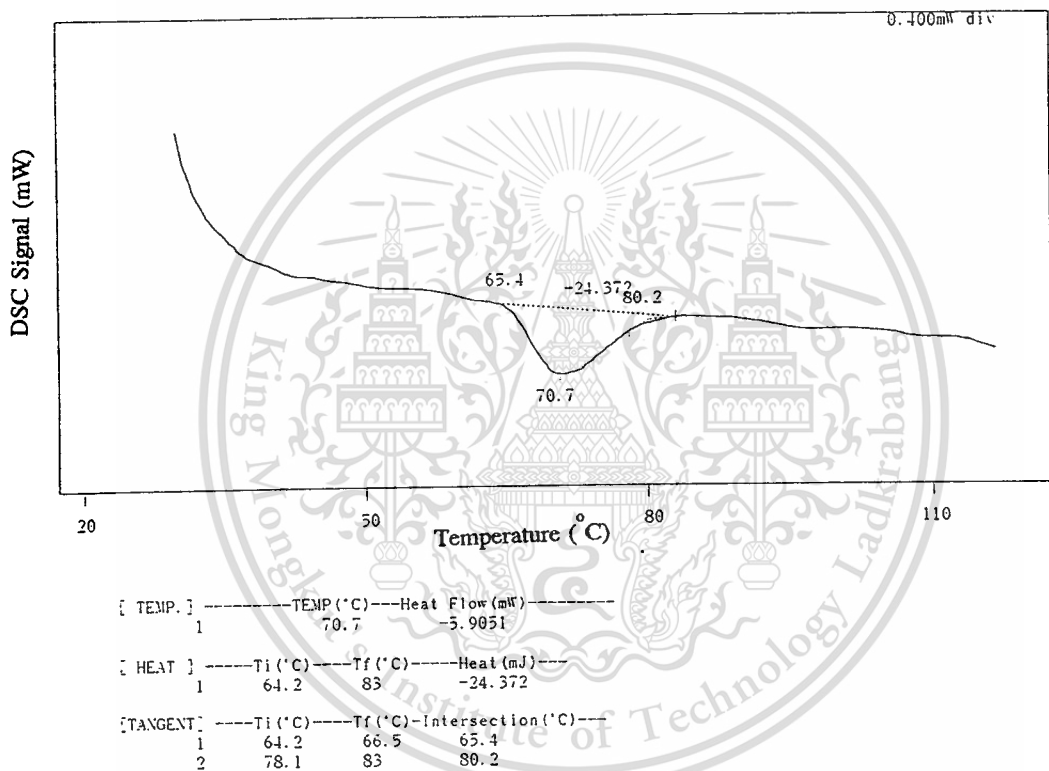 0.400mW div
DSC Signal (mW)
65.4
-24.372
80.2
70.7
20 50 80 110
Temperature (°C)
[ TEMP.] ---------TEMP(°C)---Heat Flow(mW)----------
1 70.7 -5.9051
[ HEAT ] -----Ti(°C)----Tf(°C)-----Heat(mJ)---
1 64.2 83 -24.372
[TANGENT] ----Ti(°C)----Tf(°C)-Intersection(°C)---
1 64.2 66.5 65.4
2 78.1 83 80.2
King Mongkut's Institute of Technology Ladkrabang